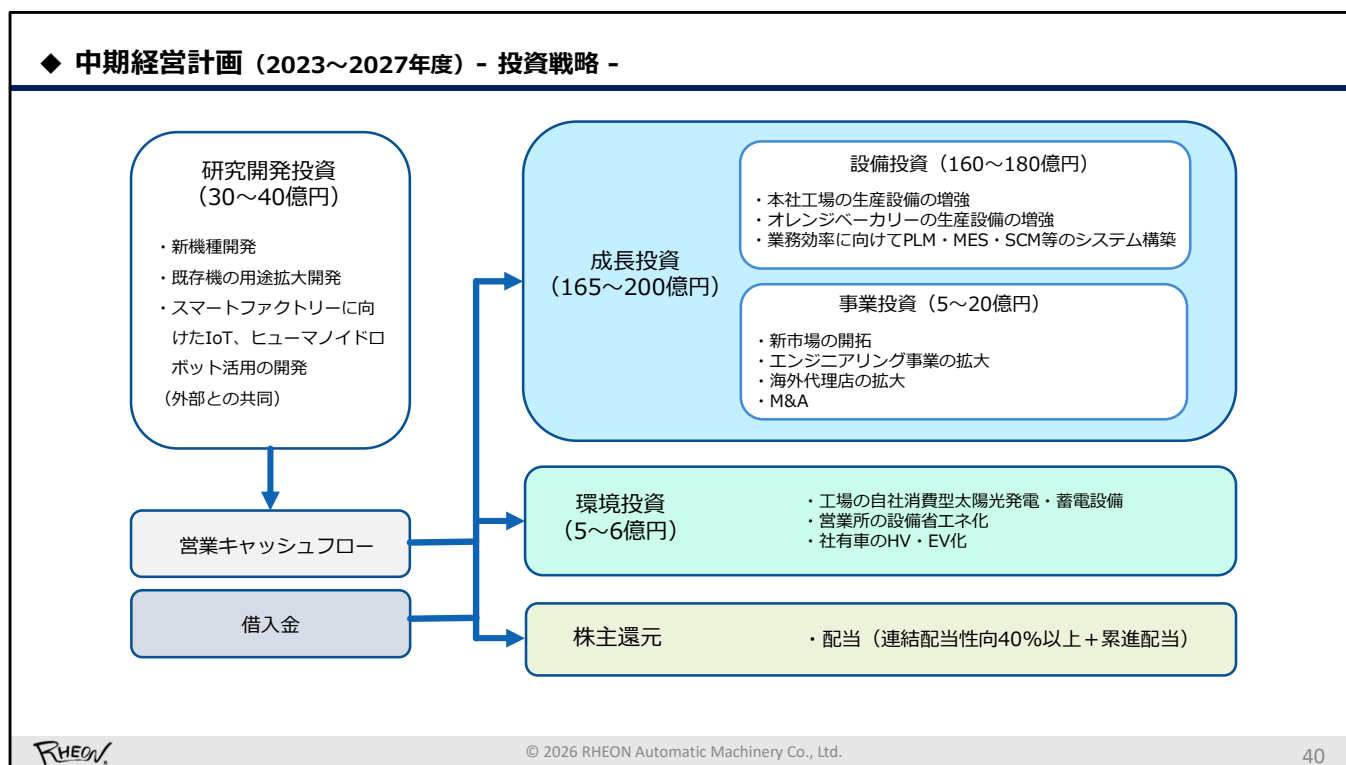 ◆ 中期経営計画（2023～2027年度）- 投資戦略 -
研究開発投資
（30～40億円）
・新機種開発
・既存機の用途拡大開発
・スマートファクトリーに向
けたIoT、ヒューマノイドロ
ボット活用の開発
（外部との共同）
営業キャッシュフロー
借入金
成長投資
（165～200億円）
設備投資（160～180億円）
・本社工場の生産設備の増強
・オレンジベーカリーの生産設備の増強
・業務効率に向けてPLM・MES・SCM等のシステム構築
事業投資（5～20億円）
・新市場の開拓
・エンジニアリング事業の拡大
・海外代理店の拡大
・M&A
環境投資
（5～6億円）
・工場の自社消費型太陽光発電・蓄電設備
・営業所の設備省エネ化
・社有車のHV・EV化
株主還元
・配当（連結配当性向40%以上＋累進配当）
RHEON
© 2026 RHEON Automatic Machinery Co., Ltd.
40